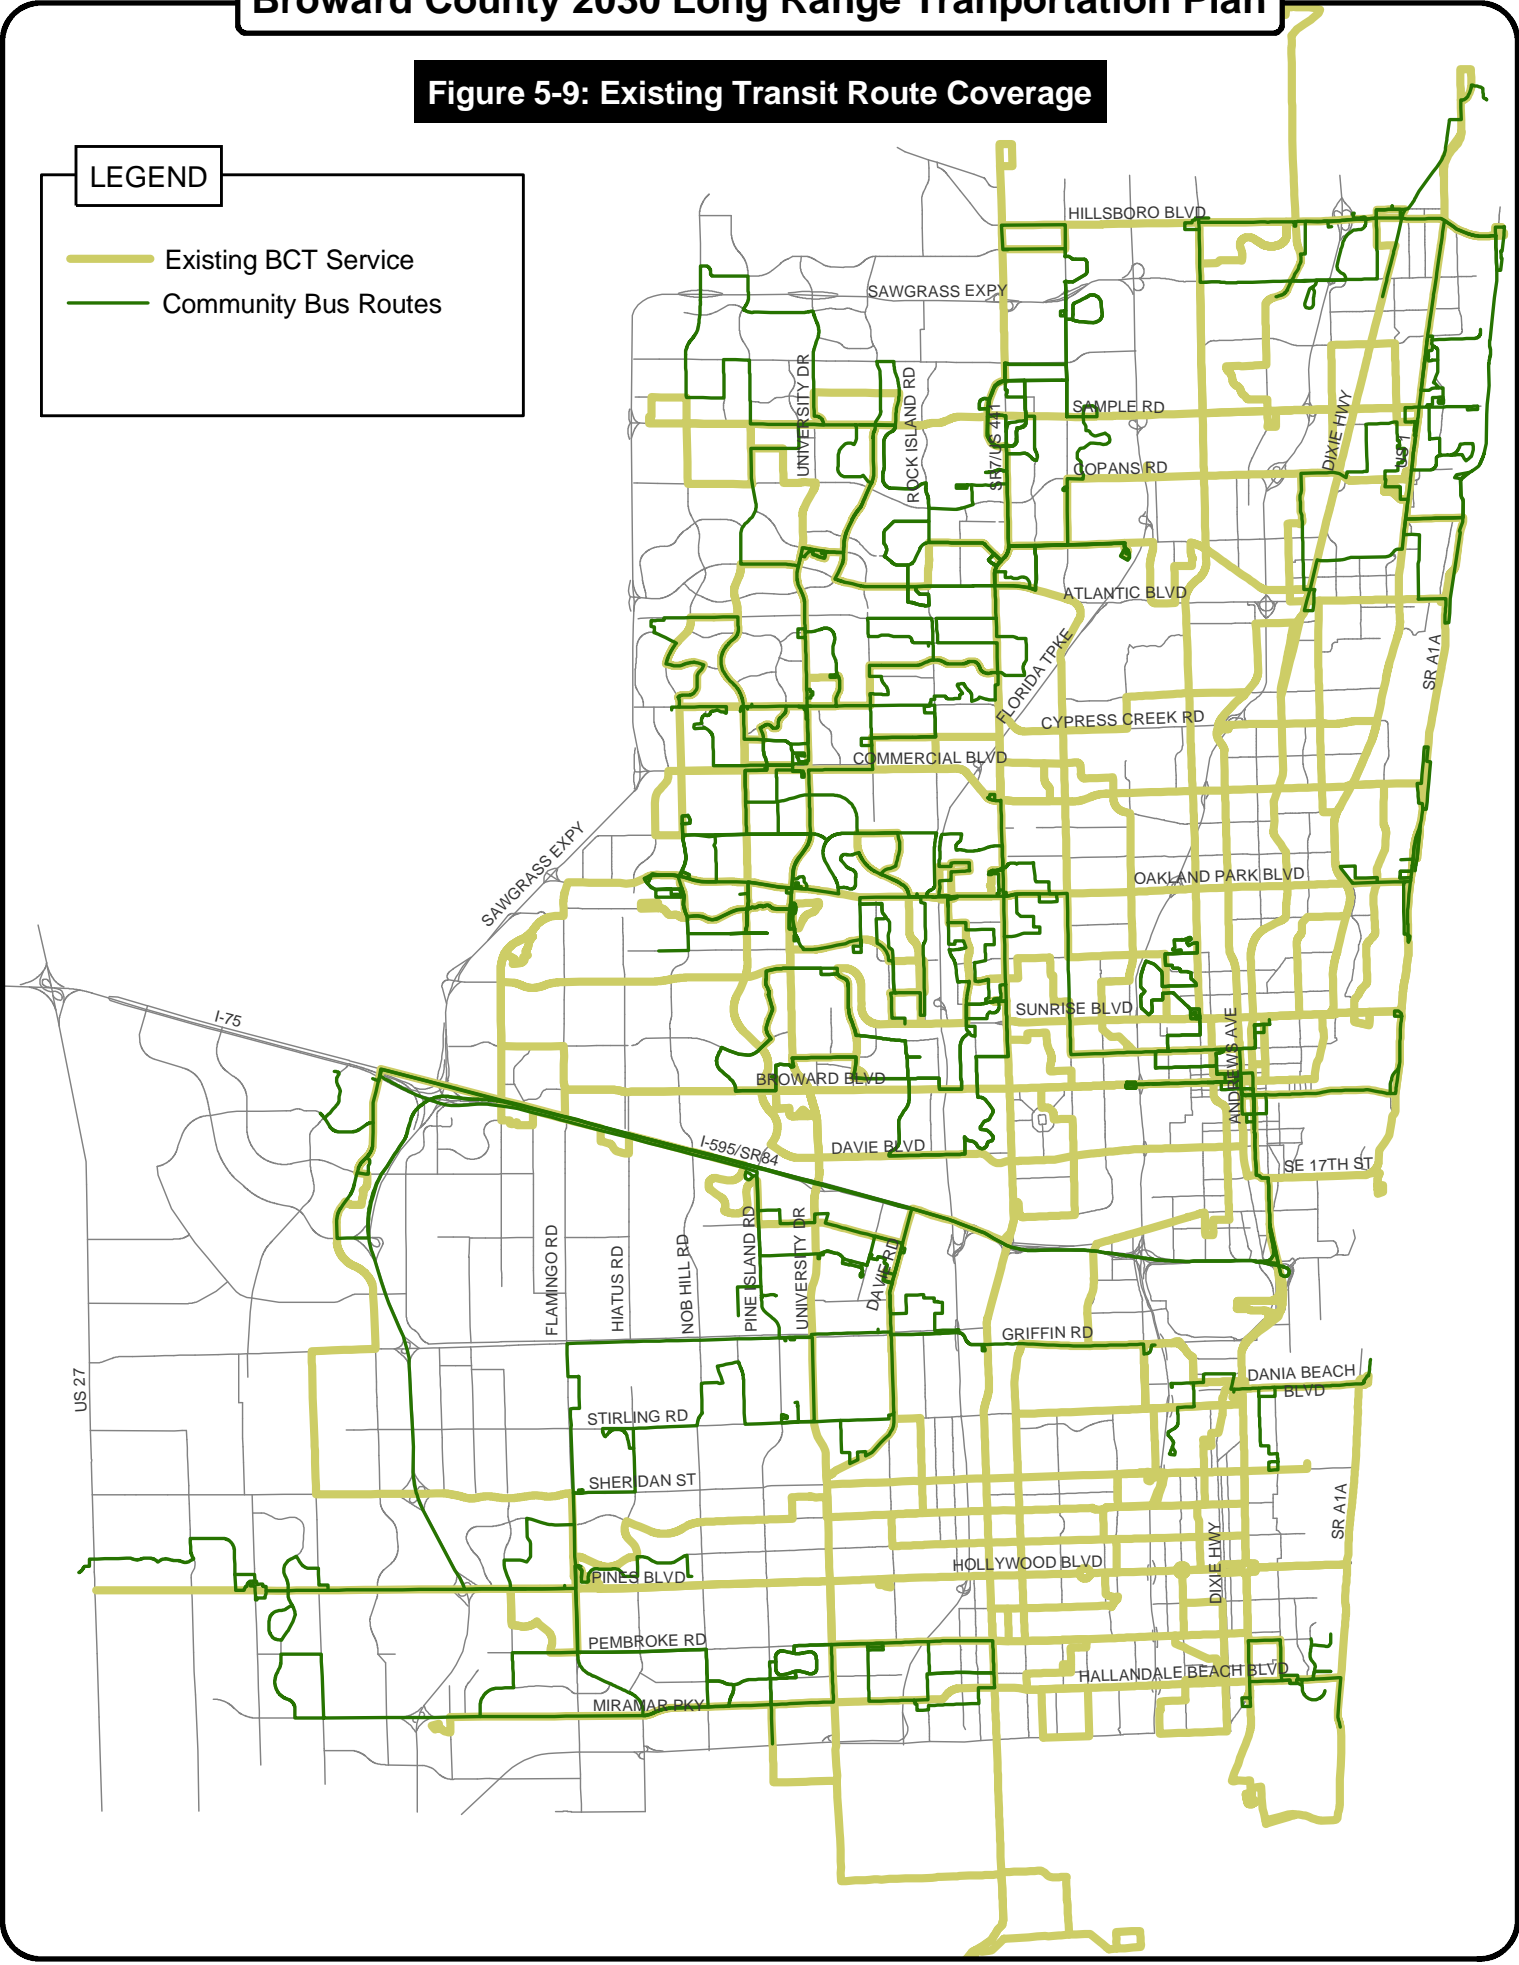 Broward County 2030 Long Range Tranportation Plan
Figure 5-9: Existing Transit Route Coverage
LEGEND
Existing BCT Service
Community Bus Routes
HILLSBORO BLVD
SAWGRASS EXPY
UNIVERSITY DR
ROCK ISLAND RD
SR7/US 441
SAMPLE RD
DIXIE HWY
US 1
COPANS RD
ATLANTIC BLVD
FLORIDA TPKE
SR A1A
CYPRESS CREEK RD
COMMERCIAL BLVD
SAWGRASS EXPY
OAKLAND PARK BLVD
I-75
SUNRISE BLVD
ANDREWS AVE
BROWARD BLVD
I-595/SR84
DAVIE BLVD
SE 17TH ST
FLAMINGO RD
HIATUS RD
NOB HILL RD
PINE ISLAND RD
UNIVERSITY DR
DAVIE RD
GRIFFIN RD
US 27
DANIA BEACH
BLVD
STIRLING RD
SHERIDAN ST
SR A1A
DIXIE HWY
HOLLYWOOD BLVD
PINES BLVD
PEMBROKE RD
HALLANDALE BEACH BLVD
MIRAMAR PKY